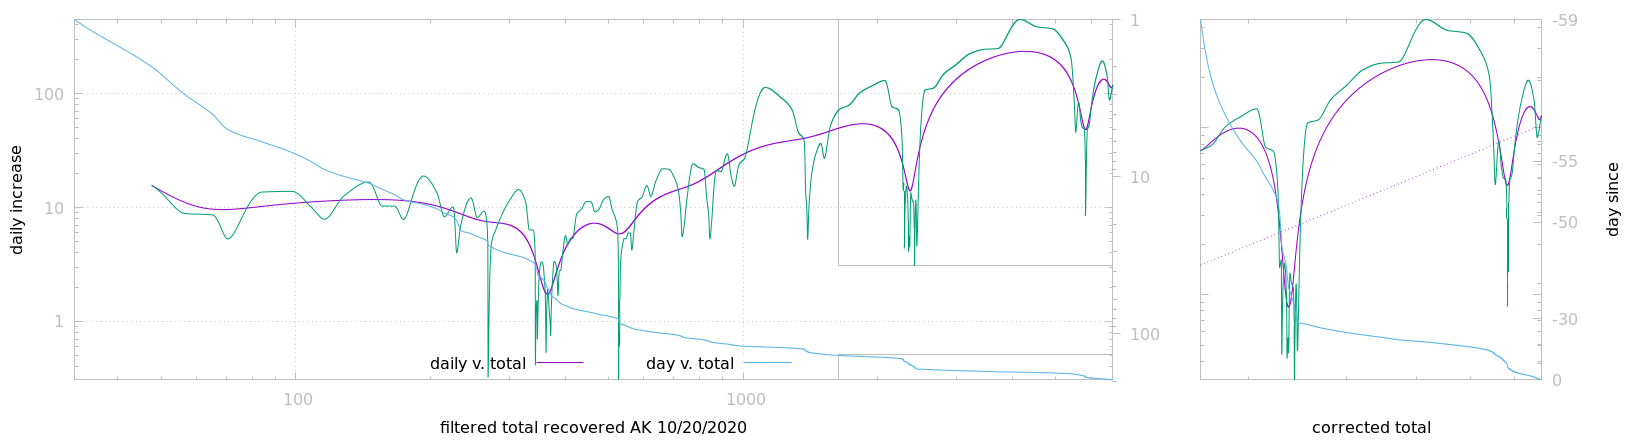 daily increase
100
10
1
100
1000
1
10
100
daily v. total
day v. total
filtered total recovered AK 10/20/2020
-59
-55
-50
-30
0
day since
corrected total